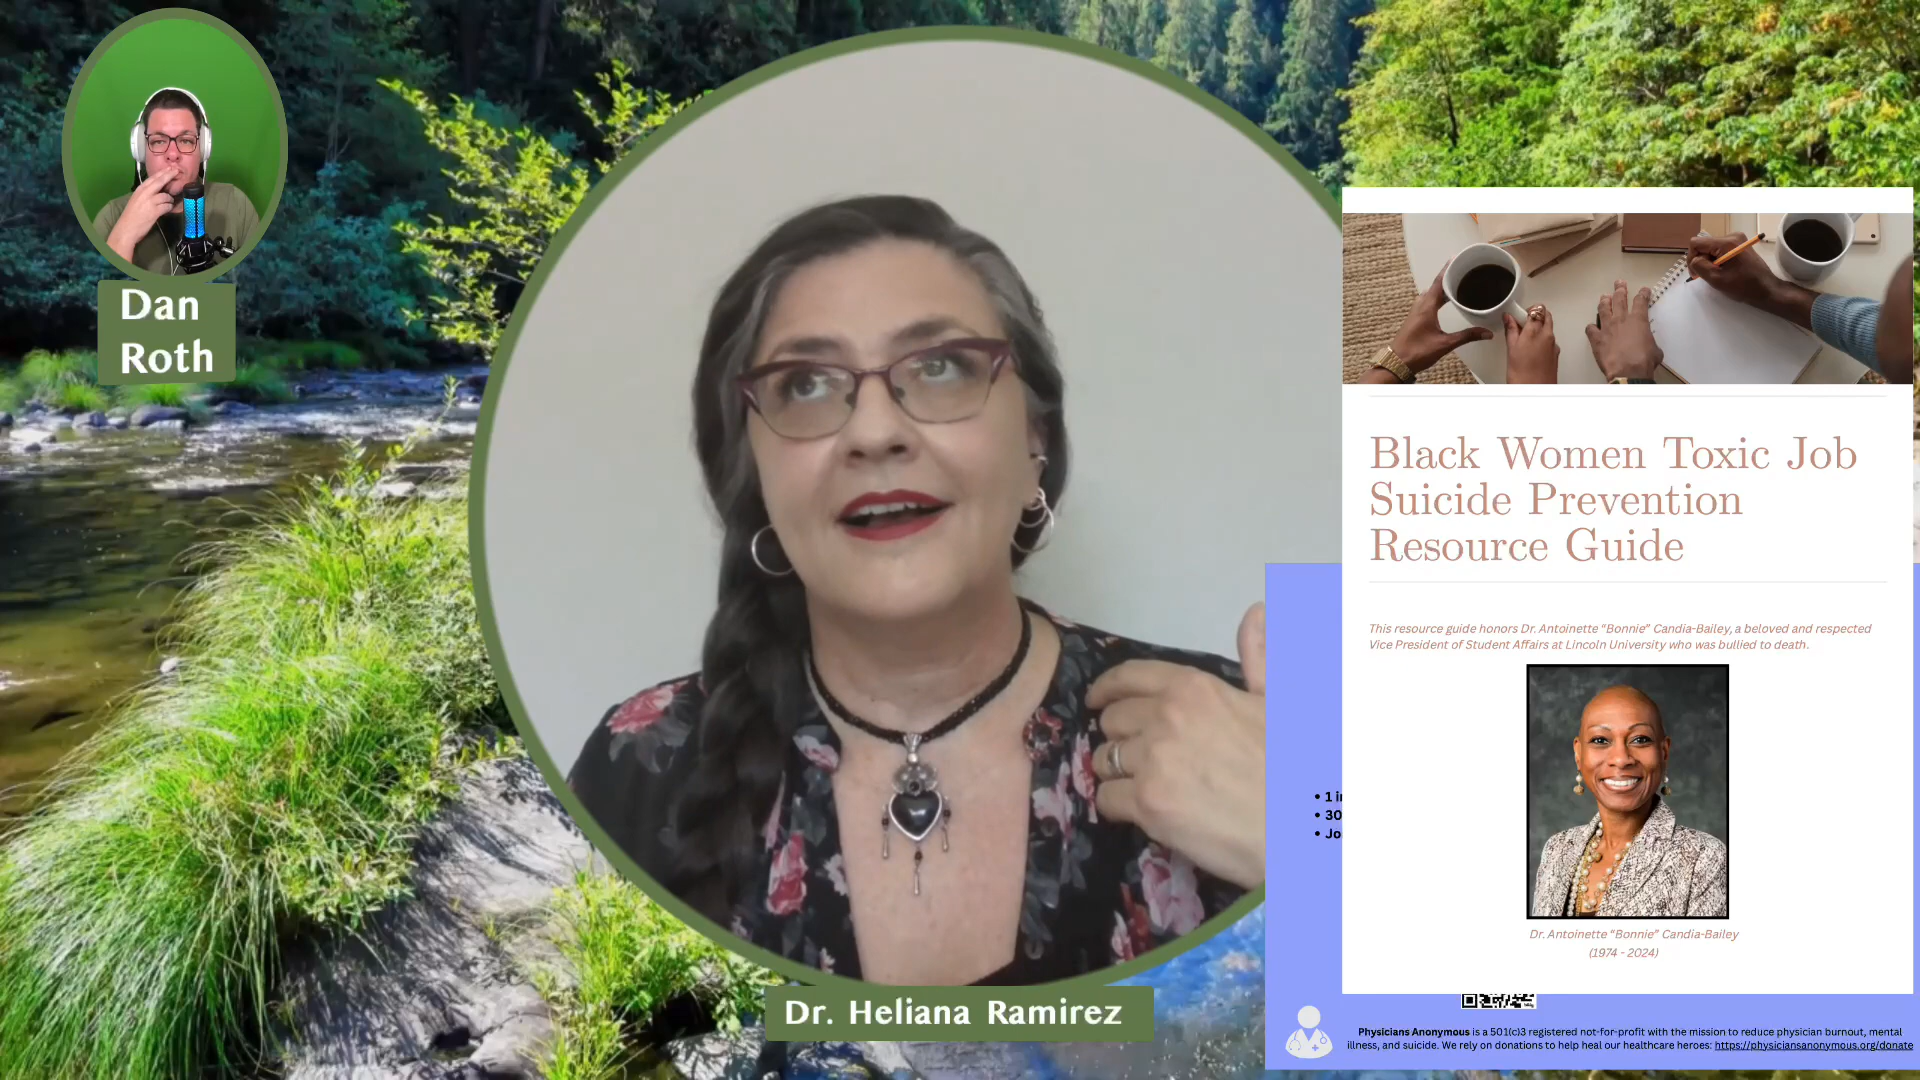 Dan
Roth
Dr. Heliana Ramirez
Black Women Toxic Job
Suicide Prevention
Resource Guide
This resource guide honors Dr. Antoinette “Bonnie” Candia-Bailey, a beloved and respected
Vice President of Student Affairs at Lincoln University who was bullied to death.
Dr. Antoinette “Bonnie” Candia-Bailey
(1974 - 2024)
• 1
• 30
• Jo
Physicians Anonymous is a 501(c)3 registered not-for-profit with the mission to reduce physician burnout, mental
illness, and suicide. We rely on donations to help heal our healthcare heroes: https://physiciansanonymous.org/donate